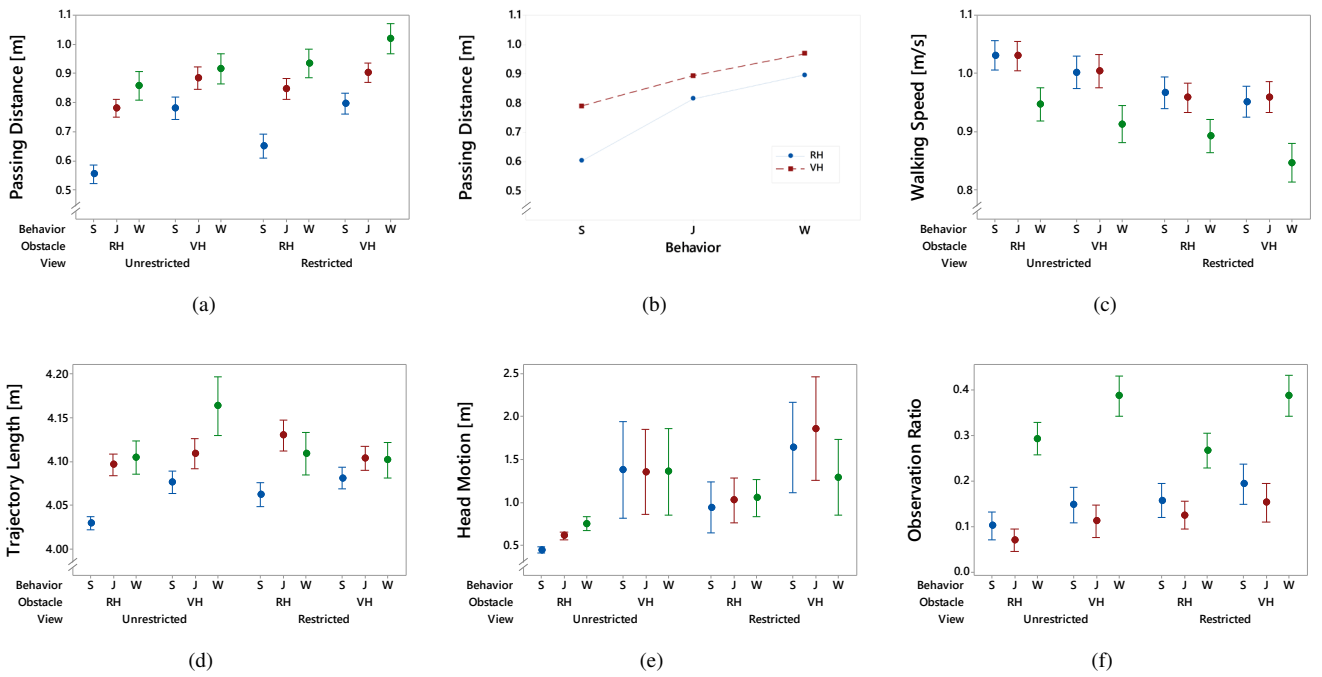 Passing Distance [m]
1.1
1.0
0.9
0.8
0.7
0.6
0.5
Behavior S J W S J W S J W S J W
Obstacle RH VH RH VH
View Unrestricted Restricted
(a)
Passing Distance [m]
1.1
1.0
0.9
0.8
0.7
0.6
0.5
RH
VH
S J W
Behavior
(b)
Walking Speed [m/s]
1.1
1.0
0.9
0.8
Behavior S J W S J W S J W S J W
Obstacle RH VH RH VH
View Unrestricted Restricted
(c)
Trajectory Length [m]
4.20
4.15
4.10
4.05
4.00
Behavior S J W S J W S J W S J W
Obstacle RH VH RH VH
View Unrestricted Restricted
(d)
Head Motion [m]
2.5
2.0
1.5
1.0
0.5
Behavior S J W S J W S J W S J W
Obstacle RH VH RH VH
View Unrestricted Restricted
(e)
Observation Ratio
0.4
0.3
0.2
0.1
0.0
Behavior S J W S J W S J W S J W
Obstacle RH VH RH VH
View Unrestricted Restricted
(f)